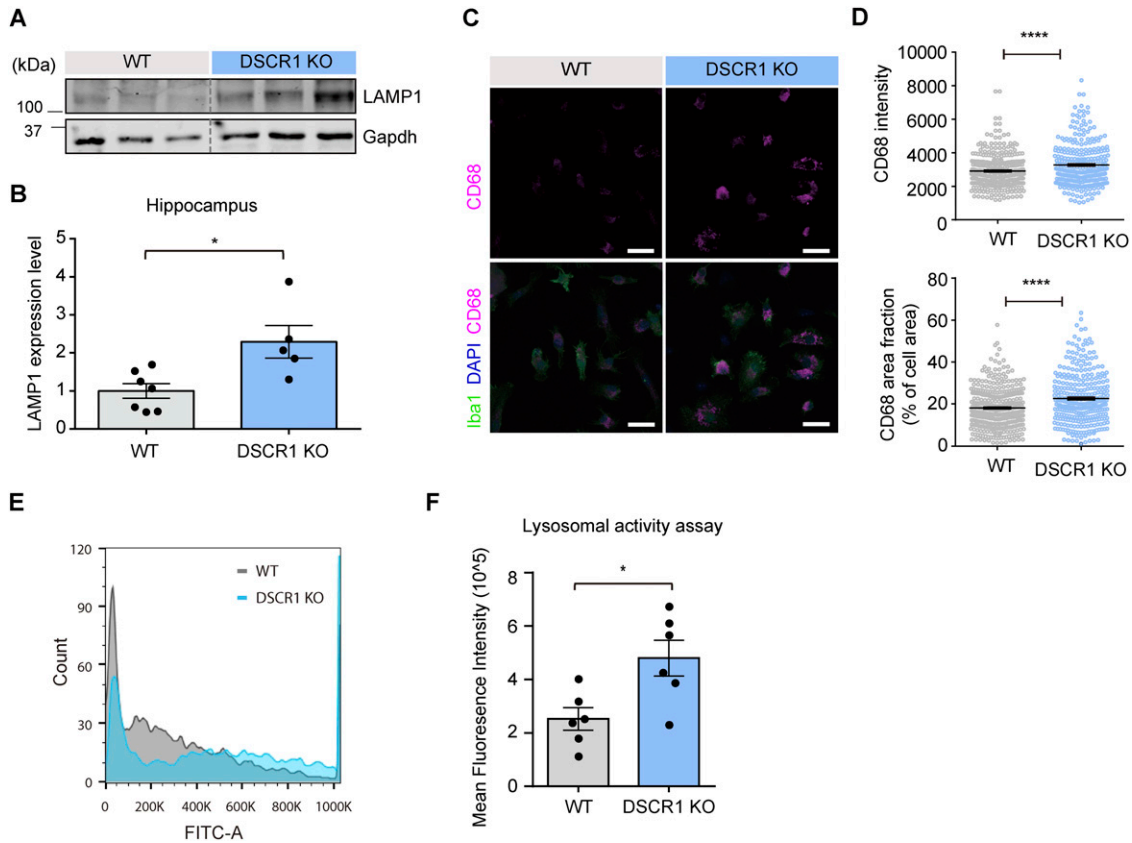 A
WT
DSCR1 KO
(kDa)
LAMP1
100
37
Gapdh
B
Hippocampus
LAMP1 expression level
5
4
3
2
1
0
*
WT
DSCR1 KO
C
WT
DSCR1 KO
CD68
Iba1 DAPI CD68
D
CD68 intensity
10000
8000
6000
4000
2000
0
****
WT
DSCR1 KO
CD68 area fraction
(% of cell area)
80
60
40
20
0
****
WT
DSCR1 KO
E
Count
120
90
60
30
0
WT
DSCR1 KO
0
200K
400K
600K
800K
1000K
FITC-A
F
Lysosomal activity assay
Mean Fluoresence Intensity (10^5)
8
6
4
2
0
*
WT
DSCR1 KO